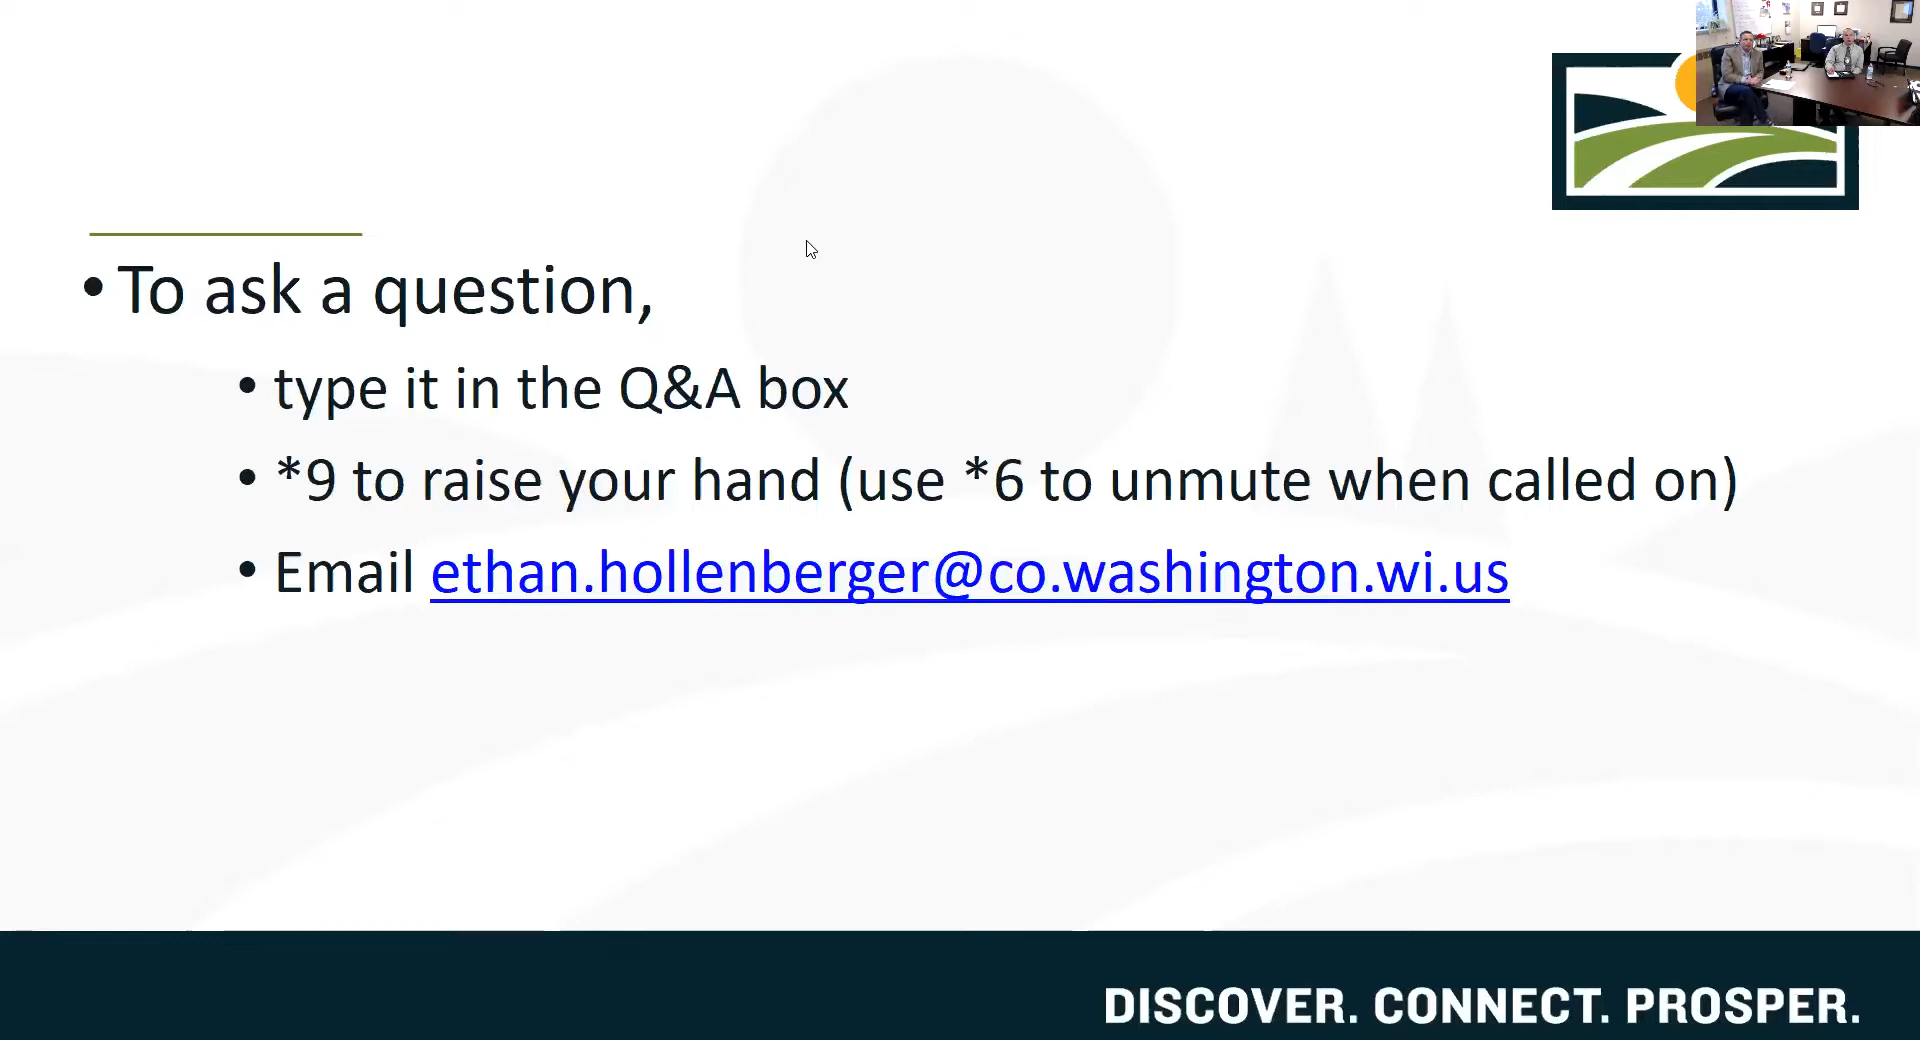 • To ask a question,
• type it in the Q&A box
• *9 to raise your hand (use *6 to unmute when called on)
• Email ethan.hollenberger@co.washington.wi.us
DISCOVER. CONNECT. PROSPER.